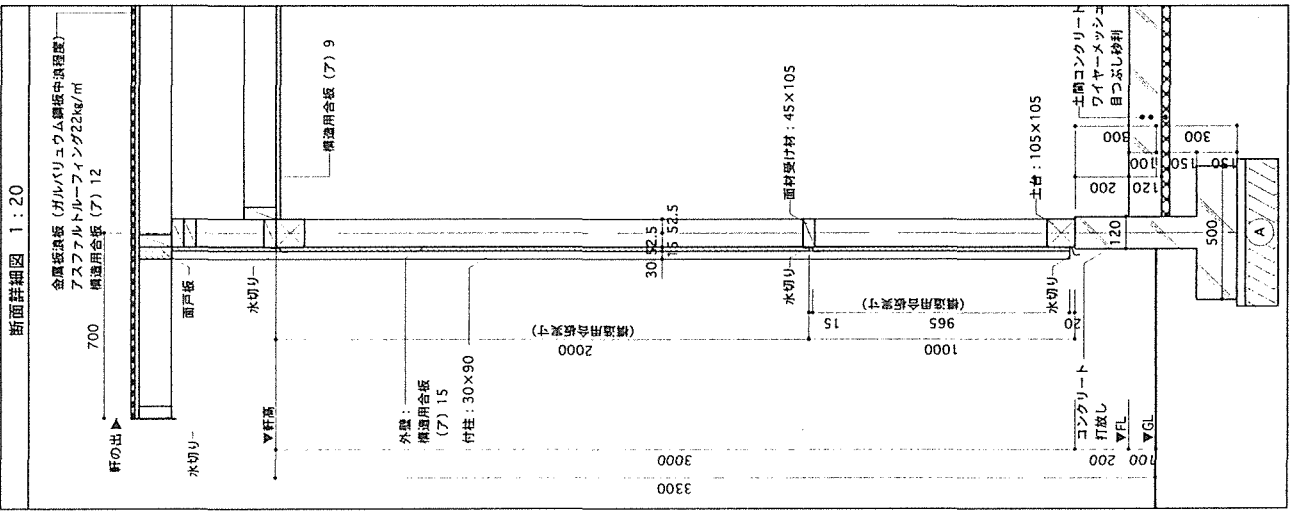 断面詳細図 1:20
金属板浪板（ガルバリュウム鋼板中浪程度）
アスファルトルーフィング22kg/㎡
構造用合板（ア）12
700
軒の出
面戸板
水切り
水切り
構造用合板（ア）9
▼軒高
外壁：
構造用合板
（ア）15
付柱：30×90
30 52.5 52.5
15
面材受け材：45×105
水切り
2000
（構造用合板実寸）
15
965
（構造用合板実寸）
20
1000
水切り
土台：105×105
土間コンクリート
ワイヤーメッシュ
目つぶし砂利
300
100
200
120
300
150
150
120
500
A
コンクリート
打放し
▼FL
▼GL
3000
200
100
3300